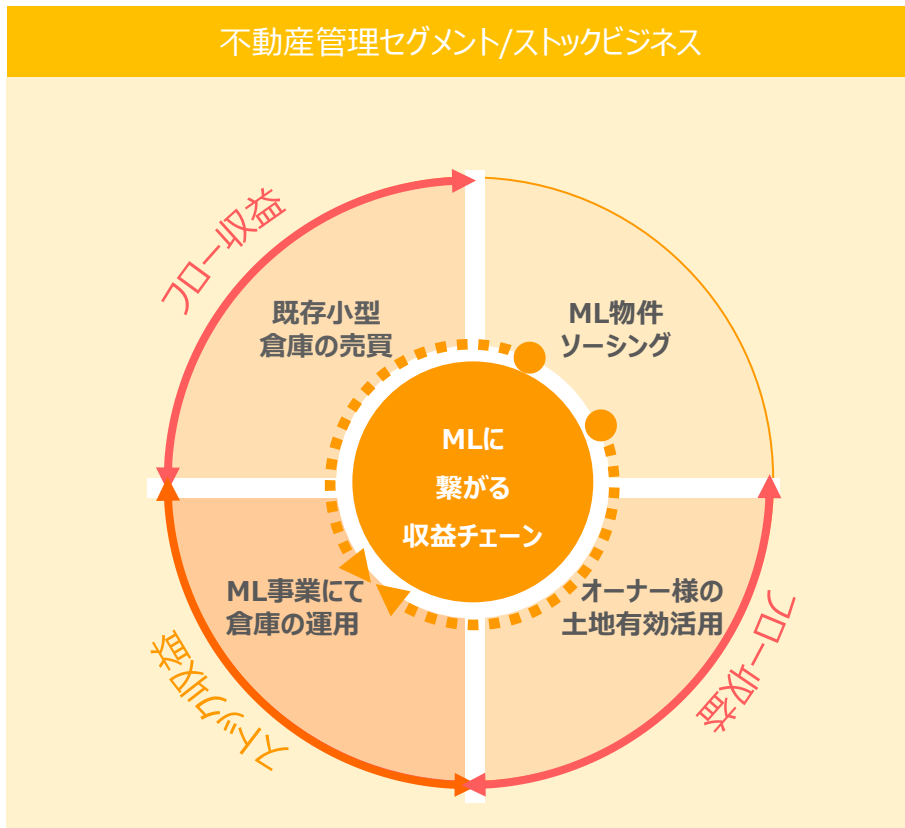 不動産管理セグメント/ストックビジネス
フロー収益
既存小型
倉庫の売買
ML物件
ソーシング
MLに
繋がる
収益チェーン
ML事業にて
倉庫の運用
オーナー様の
土地有効活用
ストック収益
フロー収益